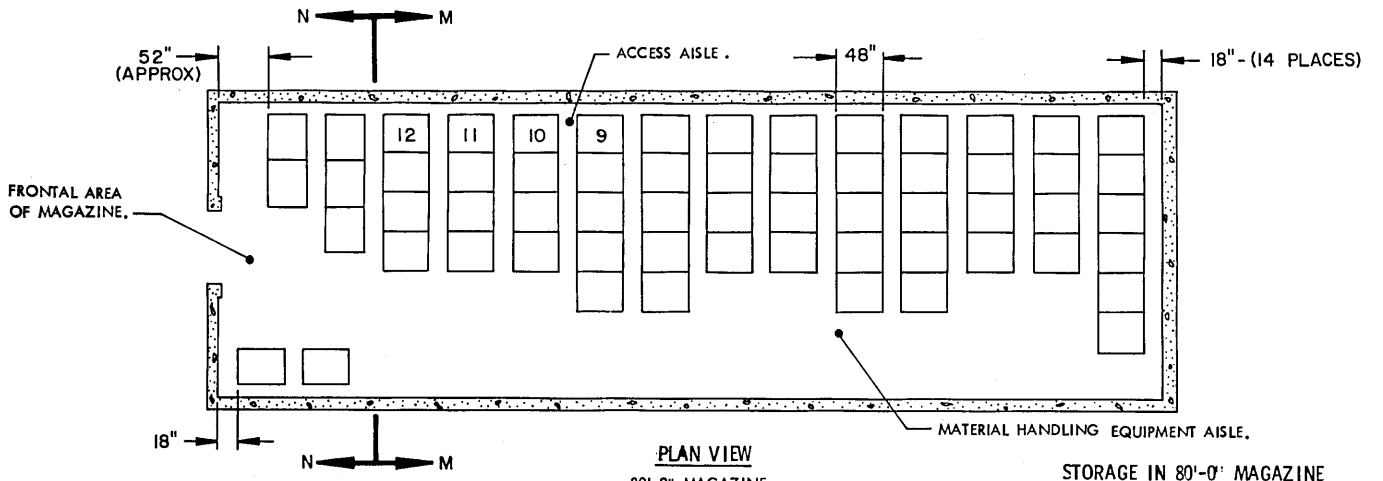 N M
52"
(APPROX)
ACCESS AISLE .
48"
18"-(14 PLACES)
12 11 10 9
FRONTAL AREA
OF MAGAZINE.
18"
MATERIAL HANDLING EQUIPMENT AISLE.
N M
PLAN VIEW
STORAGE IN 80'-0" MAGAZINE